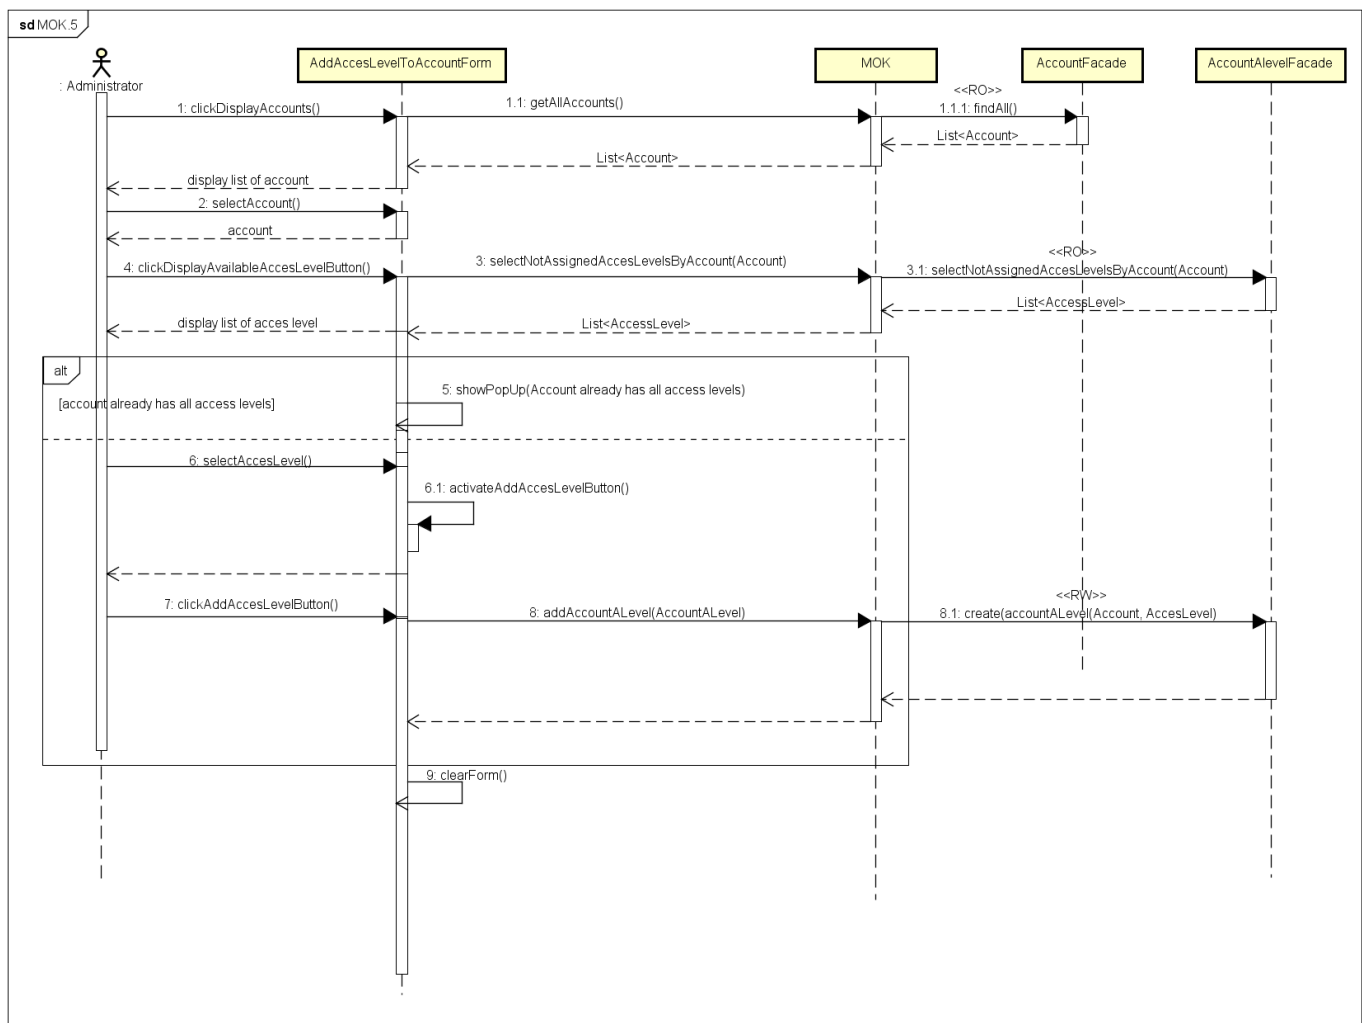 sd MOK.5
: Administrator
AddAccesLevelToAccountForm
MOK
AccountFacade
AccountAlevelFacade
1: clickDisplayAccounts()
1.1: getAllAccounts()
<<RO>>
1.1.1: findAll()
List<Account>
List<Account>
display list of account
2: selectAccount()
account
4: clickDisplayAvailableAccesLevelButton()
3: selectNotAssignedAccesLevelsByAccount(Account)
<<RO>>
3.1: selectNotAssignedAccesLevelsByAccount(Account)
List<AccessLevel>
display list of acces level
List<AccessLevel>
alt
[account already has all access levels]
5: showPopUp(Account already has all access levels)
6: selectAccesLevel()
6.1: activateAddAccesLevelButton()
7: clickAddAccesLevelButton()
8: addAccountALevel(AccountALevel)
<<RW>>
8.1: create(accountALevel(Account, AccesLevel)
9: clearForm()